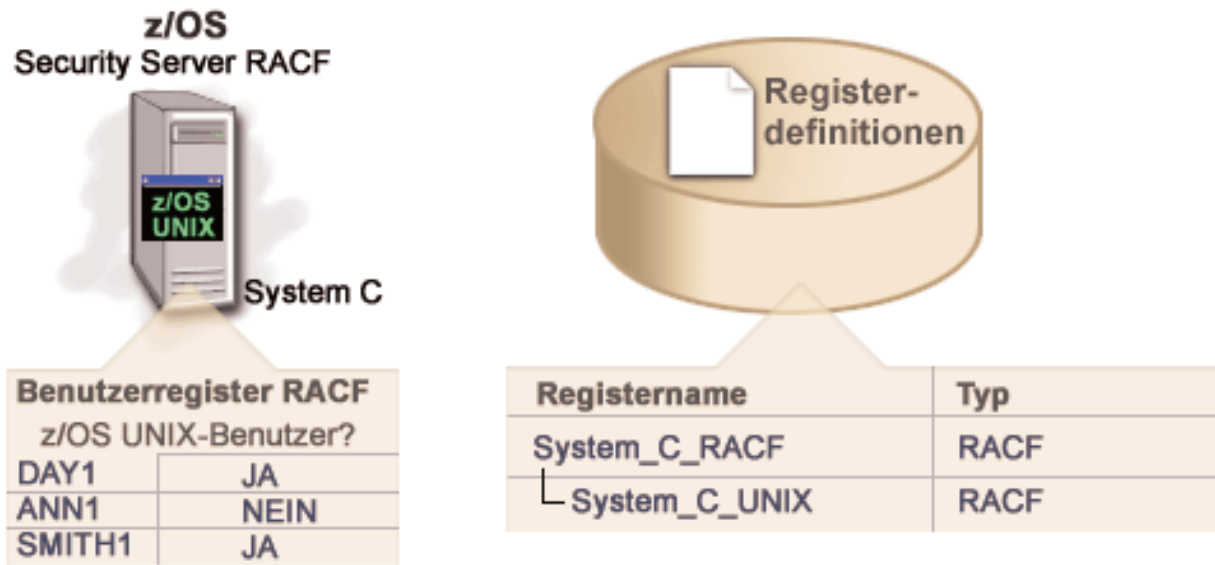 z/OS
Security Server RACF
z/OS
UNIX
System C
Benutzerregister RACF
z/OS UNIX-Benutzer?
DAY1 JA
ANN1 NEIN
SMITH1 JA
Register-
definitionen
Registername Typ
System_C_RACF RACF
System_C_UNIX RACF